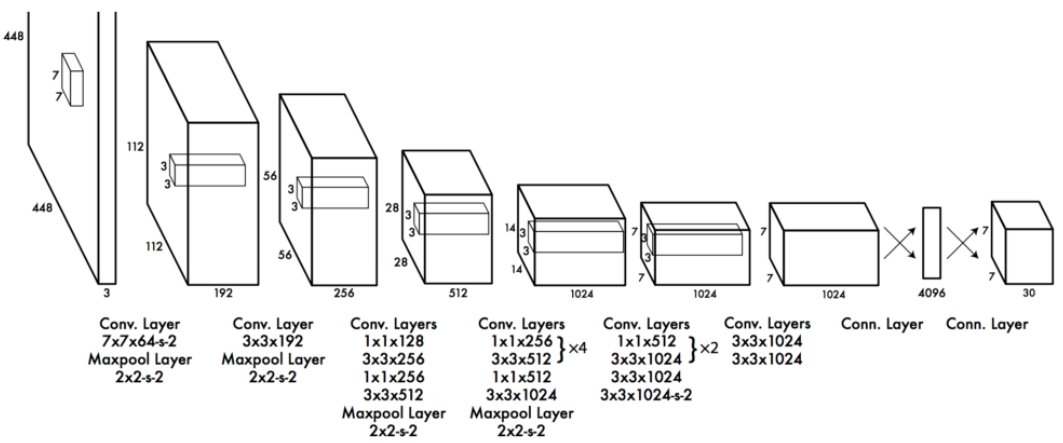 448
448
7
7
3
112
112
3
3
192
56
56
3
3
256
28
28
3
3
512
14
14
3
3
1024
7
7
3
3
1024
7
7
1024
4096
7
7
30
Conv. Layer
7x7x64-s-2
Maxpool Layer
2x2-s-2
Conv. Layer
3x3x192
Maxpool Layer
2x2-s-2
Conv. Layers
1x1x128
3x3x256
1x1x256
3x3x512
Maxpool Layer
2x2-s-2
Conv. Layers
1x1x256
3x3x512
}×4
1x1x512
3x3x1024
Maxpool Layer
2x2-s-2
Conv. Layers
1x1x512
3x3x1024
}×2
3x3x1024
3x3x1024-s-2
Conv. Layers
3x3x1024
3x3x1024
Conn. Layer
Conn. Layer